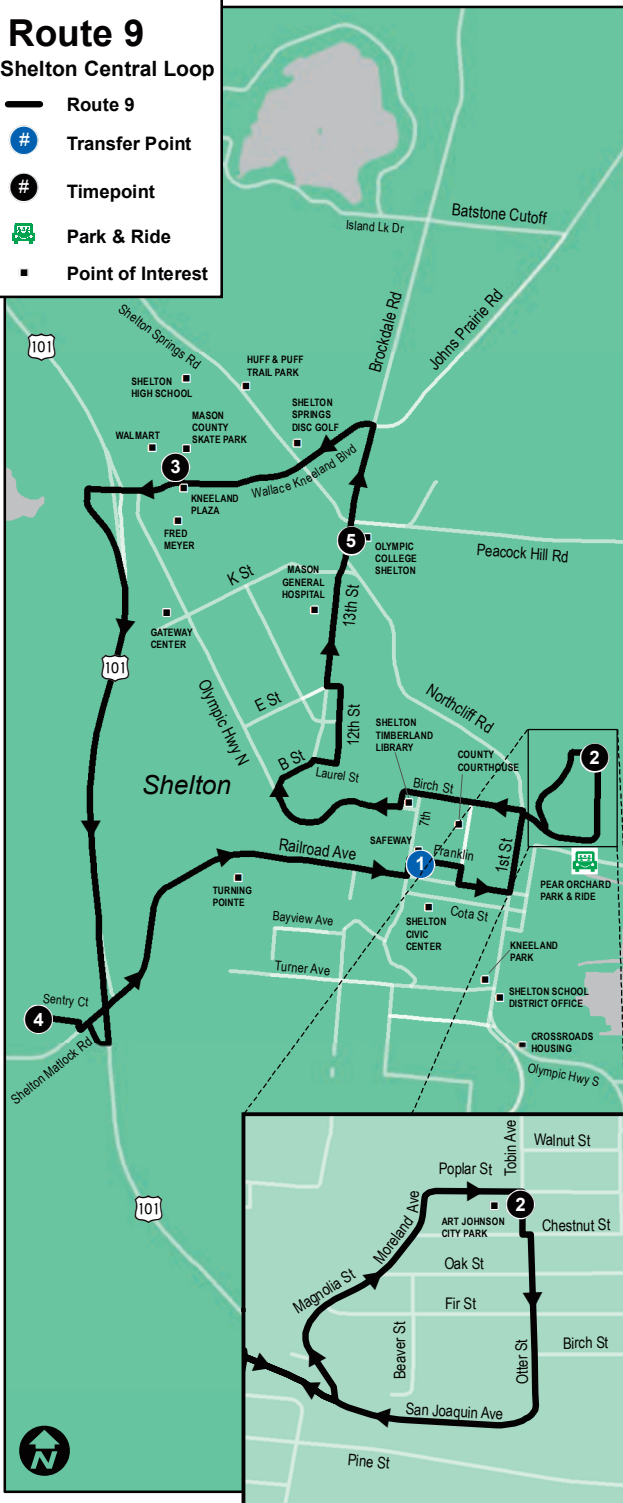 Route 9
Shelton Central Loop
Route 9
# Transfer Point
# Timepoint
Park & Ride
Point of Interest
Batstone Cutoff
Island Lk Dr
Brockdale Rd
Johns Prairie Rd
Shelton Springs Rd
101
HUFF & PUFF
TRAIL PARK
SHELTON
HIGH SCHOOL
SHELTON
SPRINGS
DISC GOLF
MASON
COUNTY
SKATE PARK
WALMART
3
Wallace Kneeland Blvd
KNEELAND
PLAZA
FRED
MEYER
5
OLYMPIC
COLLEGE
SHELTON
Peacock Hill Rd
K St
MASON
GENERAL
HOSPITAL
13th St
GATEWAY
CENTER
101
Olympic Hwy N
E St
12th St
Northcliff Rd
SHELTON
TIMBERLAND
LIBRARY
COUNTY
COURTHOUSE
2
B St
Laurel St
Birch St
Shelton
7th
SAFEWAY
Franklin
1st St
1
Railroad Ave
PEAR ORCHARD
PARK & RIDE
TURNING
POINTE
Cota St
Bayview Ave
SHELTON
CIVIC
CENTER
KNEELAND
PARK
Turner Ave
SHELTON SCHOOL
DISTRICT OFFICE
Sentry Ct
4
Shelton Matlock Rd
CROSSROADS
HOUSING
Olympic Hwy S
101
Tobin Ave
Walnut St
Poplar St
Moreland Ave
2
ART JOHNSON
CITY PARK
Chestnut St
Oak St
Magnolia St
Fir St
Beaver St
Otter St
Birch St
San Joaquin Ave
Pine St
N